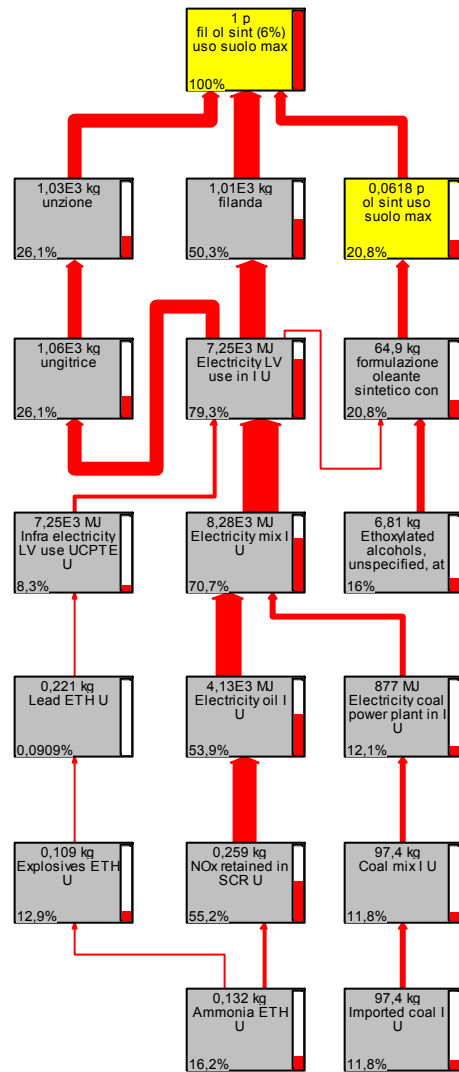 1 p
fil ol sint (6%)
uso suolo max
100%
1,03E3 kg
unzione
26,1%
1,01E3 kg
filanda
50,3%
0,0618 p
ol sint uso
suolo max
20,8%
1,06E3 kg
ungitrice
26,1%
7,25E3 MJ
Electricity LV
use in I U
79,3%
64,9 kg
formulazione
oleante
sintetico con
20,8%
7,25E3 MJ
Infra electricity
LV use UCPTE
U
8,3%
8,28E3 MJ
Electricity mix I
U
70,7%
6,81 kg
Ethoxylated
alcohols,
unspecified, at
16%
0,221 kg
Lead ETH U
0,0909%
4,13E3 MJ
Electricity oil I
U
53,9%
877 MJ
Electricity coal
power plant in I
U
12,1%
0,109 kg
Explosives ETH
U
12,9%
0,259 kg
NOx retained in
SCR U
55,2%
97,4 kg
Coal mix I U
11,8%
0,132 kg
Ammonia ETH
U
16,2%
97,4 kg
Imported coal I
U
11,8%